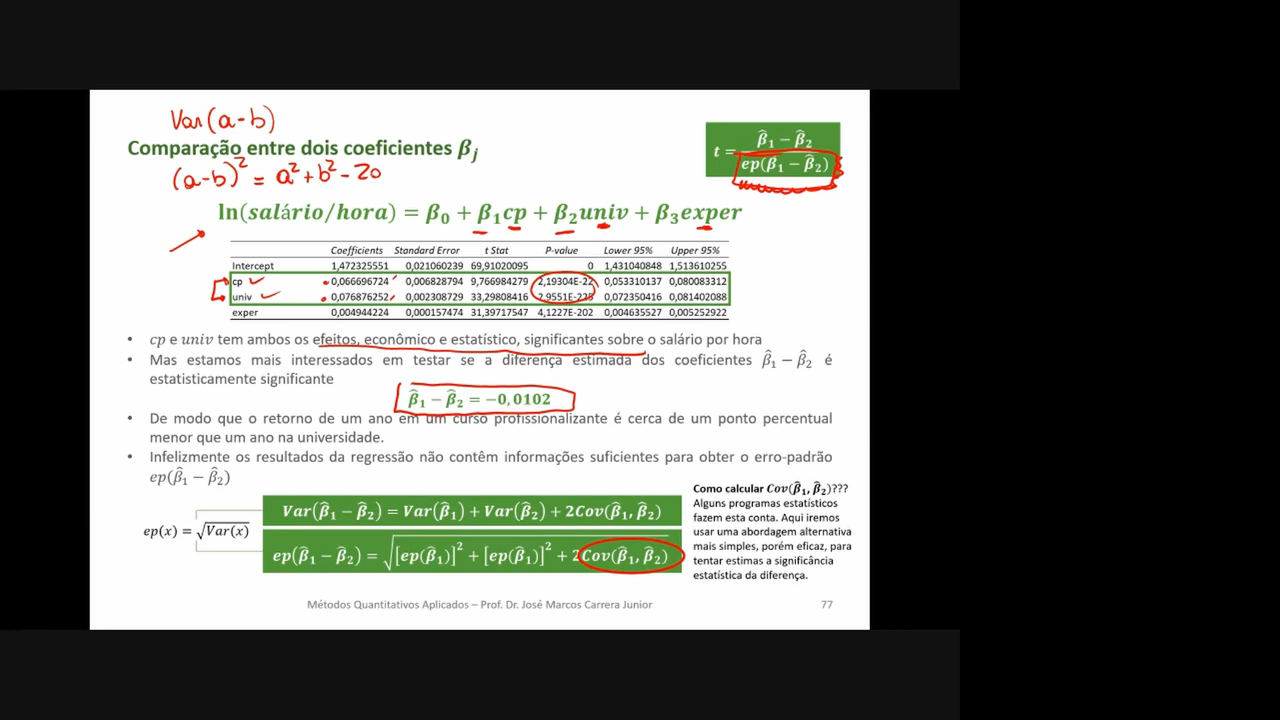 Var(a-b)
Comparação entre dois coeficientes β_j
(a-b)² = a² + b² - 2a
t = (β̂₁ − β̂₂) / ep(β̂₁ − β̂₂)
ln(salário/hora) = β₀ + β₁cp + β₂univ + β₃exper
Coefficients Standard Error t Stat P-value Lower 95% Upper 95%
Intercept 1,472325551 0,021060239 69,91020095 0 1,431040848 1,513610255
cp 0,066696724 0,006828794 9,766984279 2,19304E-22 0,053310137 0,080083312
univ 0,076876252 0,002308729 33,29808416 2,9551E-225 0,072350416 0,081402088
exper 0,004944224 0,000157474 31,39717547 4,1227E-202 0,004635527 0,005252922
• cp e univ tem ambos os efeitos, econômico e estatístico, significantes sobre o salário por hora
• Mas estamos mais interessados em testar se a diferença estimada dos coeficientes β̂₁ − β̂₂ é
estatisticamente significante
β̂₁ − β̂₂ = −0,0102
• De modo que o retorno de um ano em um curso profissionalizante é cerca de um ponto percentual
menor que um ano na universidade.
• Infelizmente os resultados da regressão não contêm informações suficientes para obter o erro-padrão
ep(β̂₁ − β̂₂)
ep(x) = √Var(x)
Var(β̂₁ − β̂₂) = Var(β̂₁) + Var(β̂₂) + 2Cov(β̂₁, β̂₂)
ep(β̂₁ − β̂₂) = √([ep(β̂₁)]² + [ep(β̂₁)]² + 2Cov(β̂₁, β̂₂))
Como calcular Cov(β̂₁, β̂₂)???
Alguns programas estatísticos
fazem esta conta. Aqui iremos
usar uma abordagem alternativa
mais simples, porém eficaz, para
tentar estimas a significância
estatística da diferença.
Métodos Quantitativos Aplicados – Prof. Dr. José Marcos Carrera Junior
77